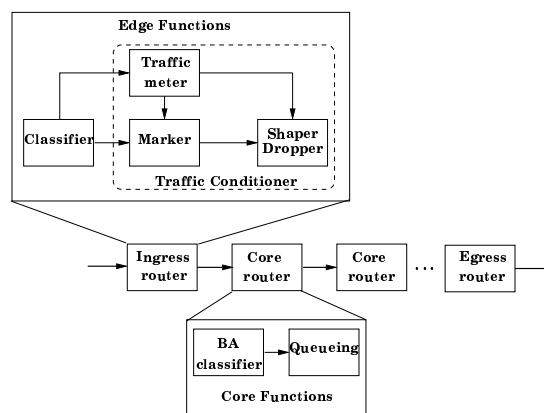 Edge Functions
Traffic
meter
Classifier
Marker
Shaper
Dropper
Traffic Conditioner
Ingress
router
Core
router
Core
router
...
Egress
router
BA
classifier
Queueing
Core Functions